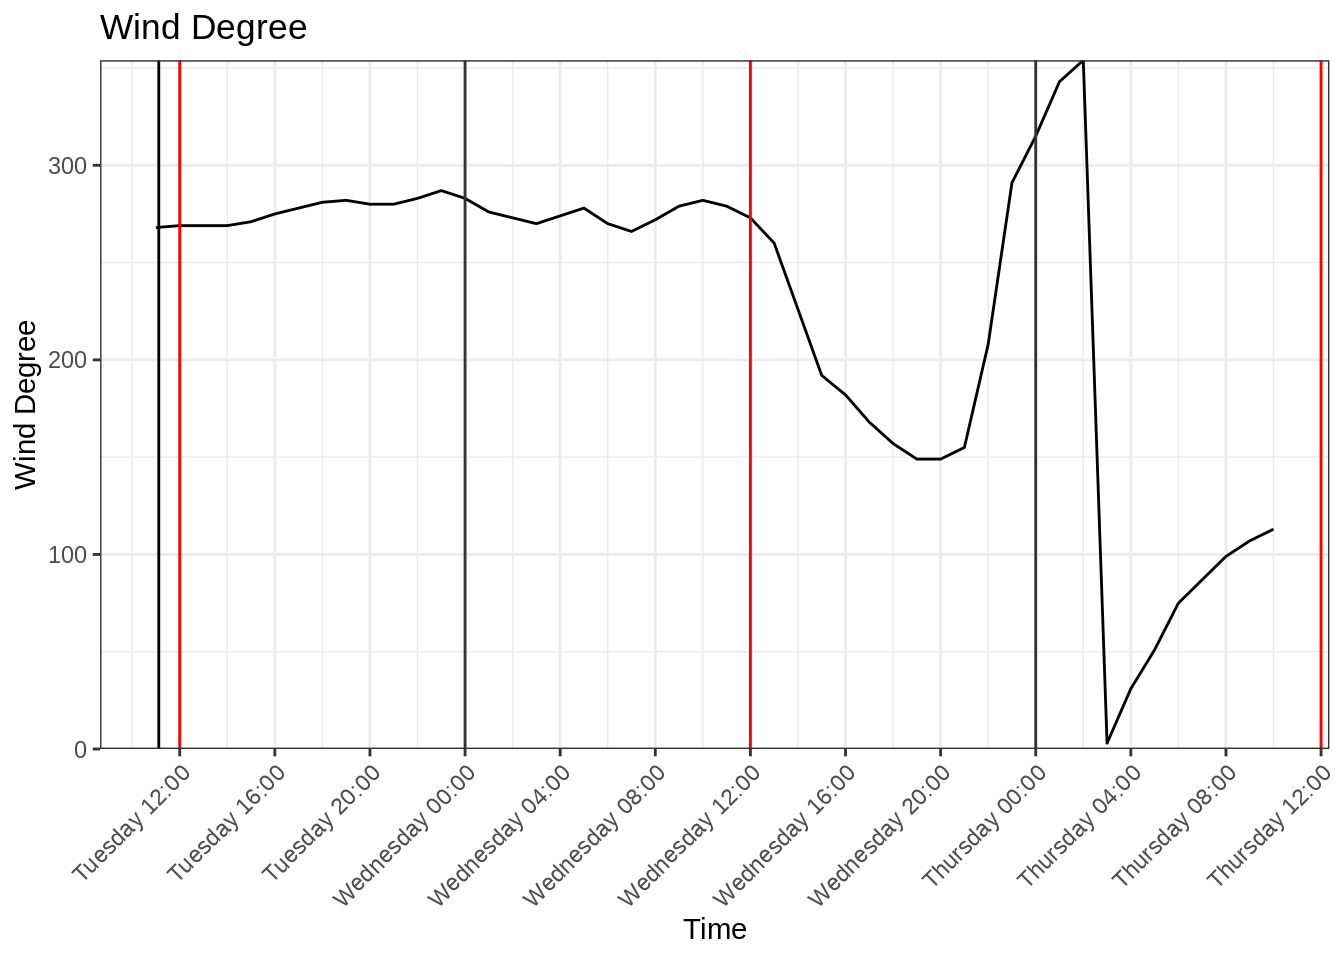 Wind Degree
Wind Degree
300
200
100
0
Tuesday 12:00
Tuesday 16:00
Tuesday 20:00
Wednesday 00:00
Wednesday 04:00
Wednesday 08:00
Wednesday 12:00
Wednesday 16:00
Wednesday 20:00
Thursday 00:00
Thursday 04:00
Thursday 08:00
Thursday 12:00
Time